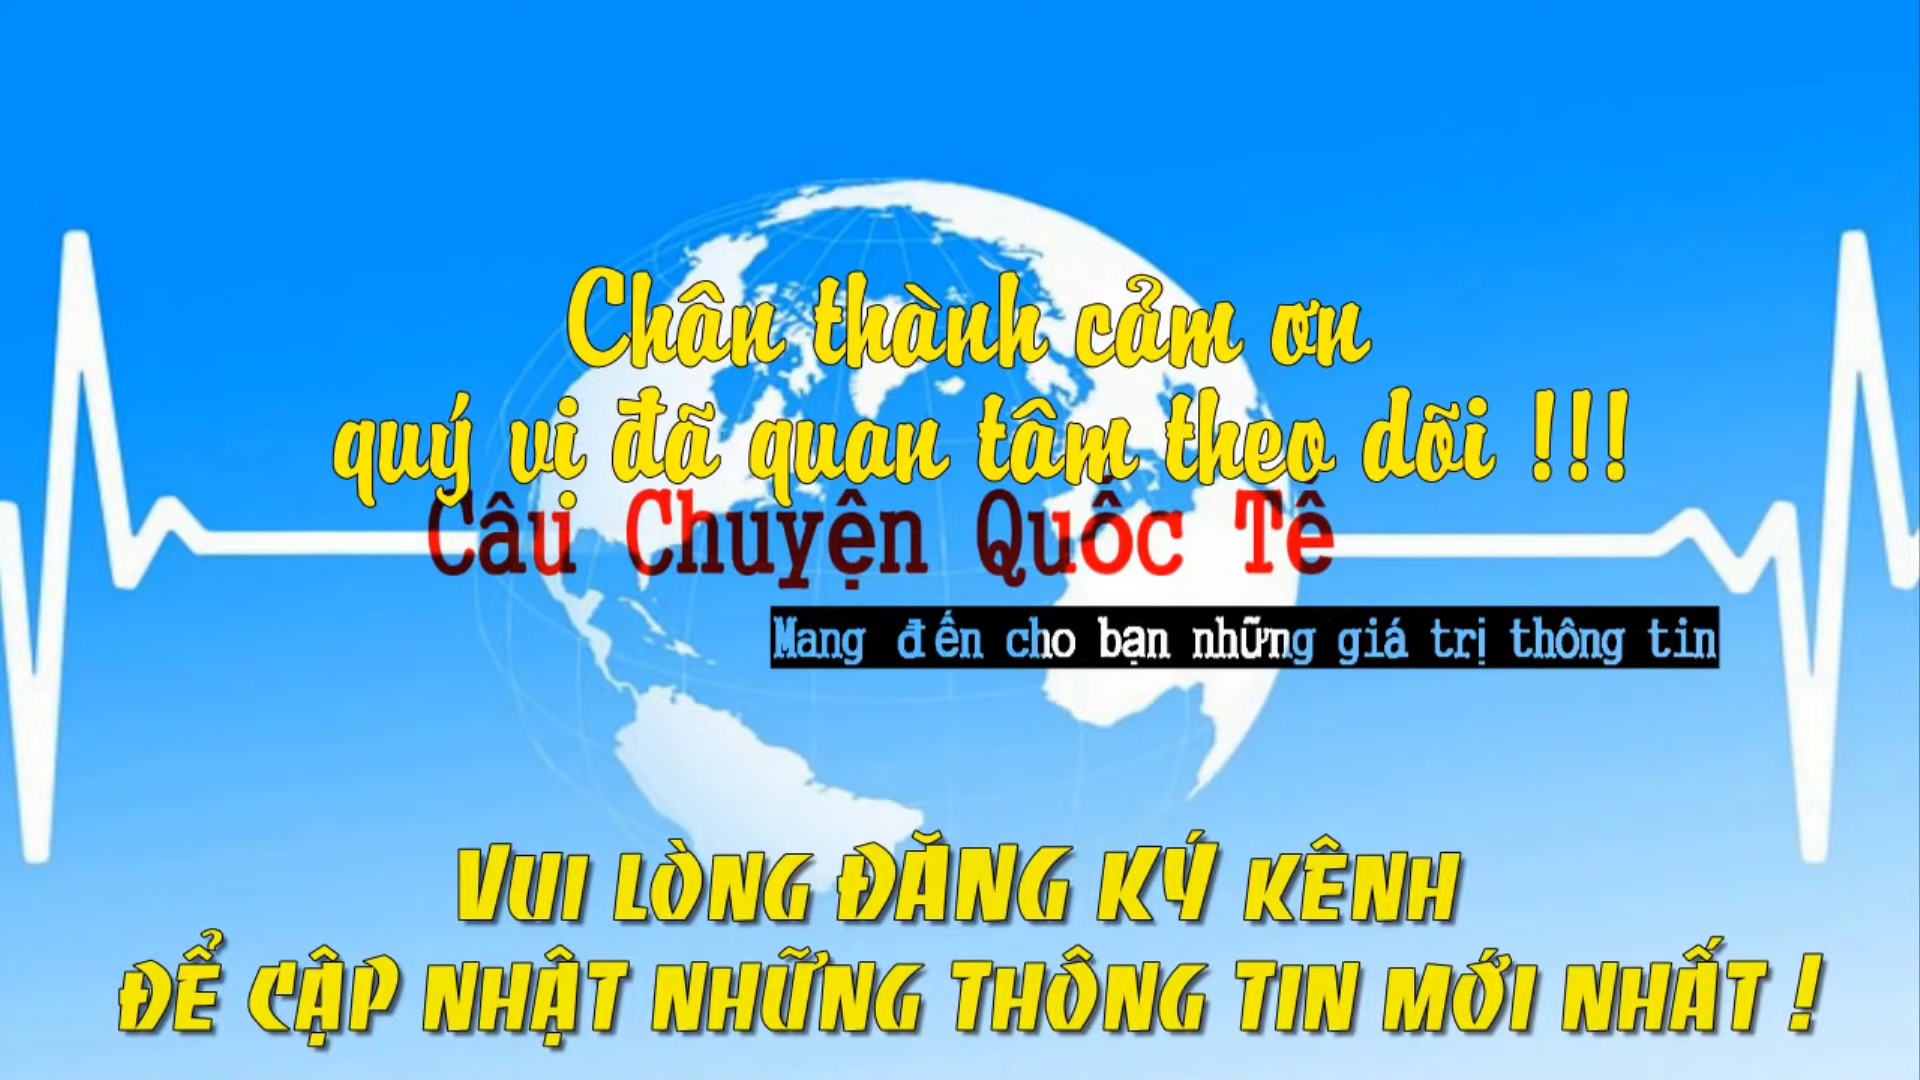 Chân thành cảm ơn
quý vị đã quan tâm theo dõi !!!
Câu Chuyện Quốc Tế
Mang đến cho bạn những giá trị thông tin
VUI LÒNG ĐĂNG KÝ KÊNH
ĐỂ CẬP NHẬT NHỮNG THÔNG TIN MỚI NHẤT !